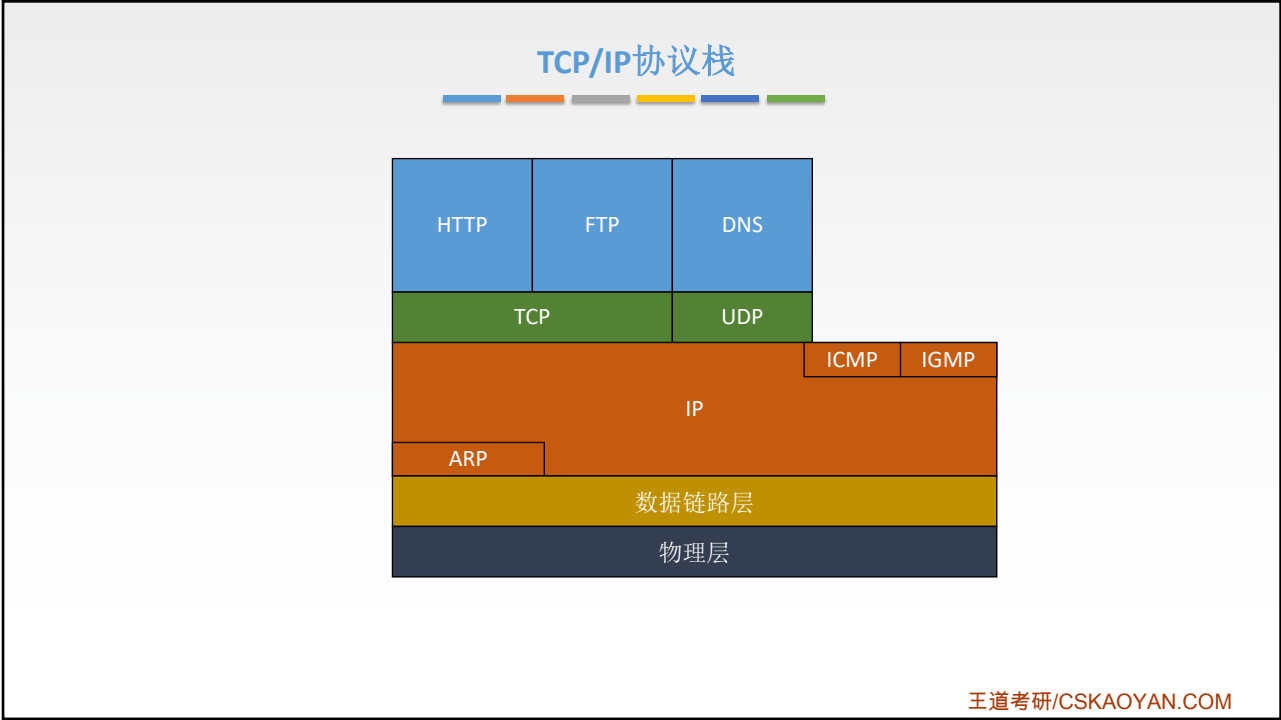 TCP/IP协议栈
HTTP FTP DNS
TCP UDP
ICMP IGMP
IP
ARP
数据链路层
物理层
王道考研/CSKAOYAN.COM